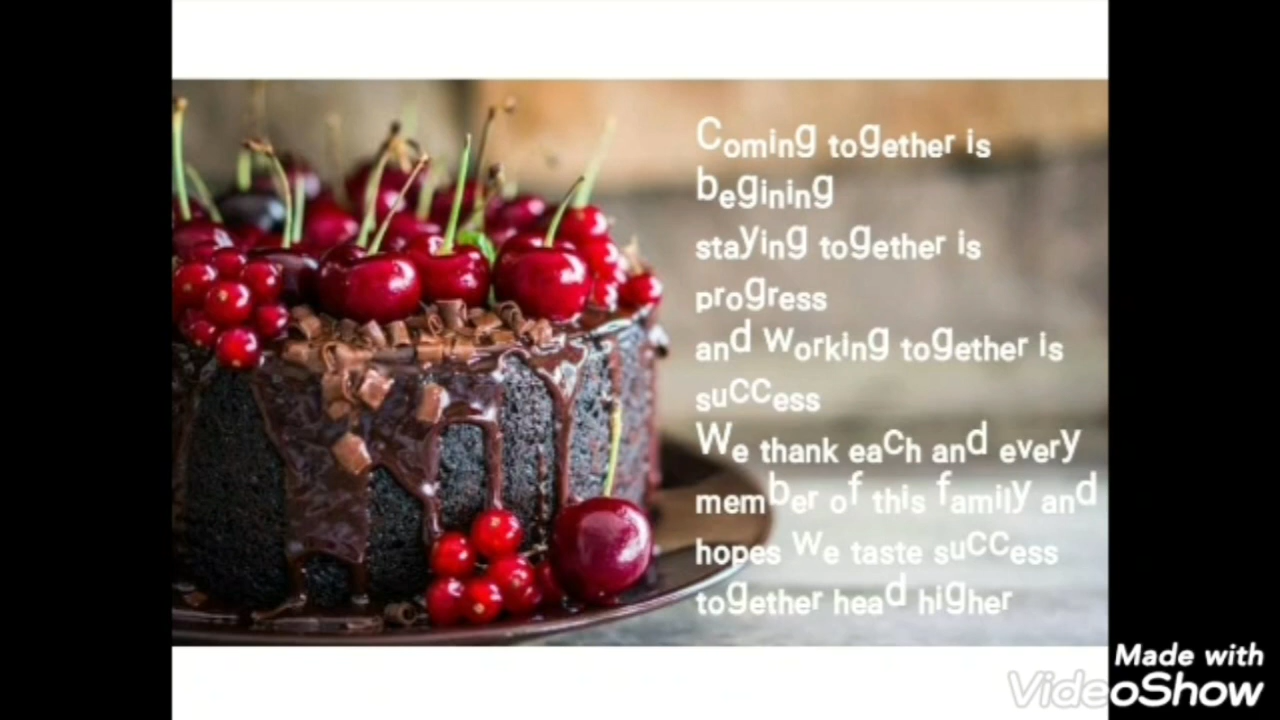 Coming together is
begining
staying together is
progress
and working together is
success
We thank each and every
member of this family and
hopes we taste success
together head higher
Made with
VideoShow